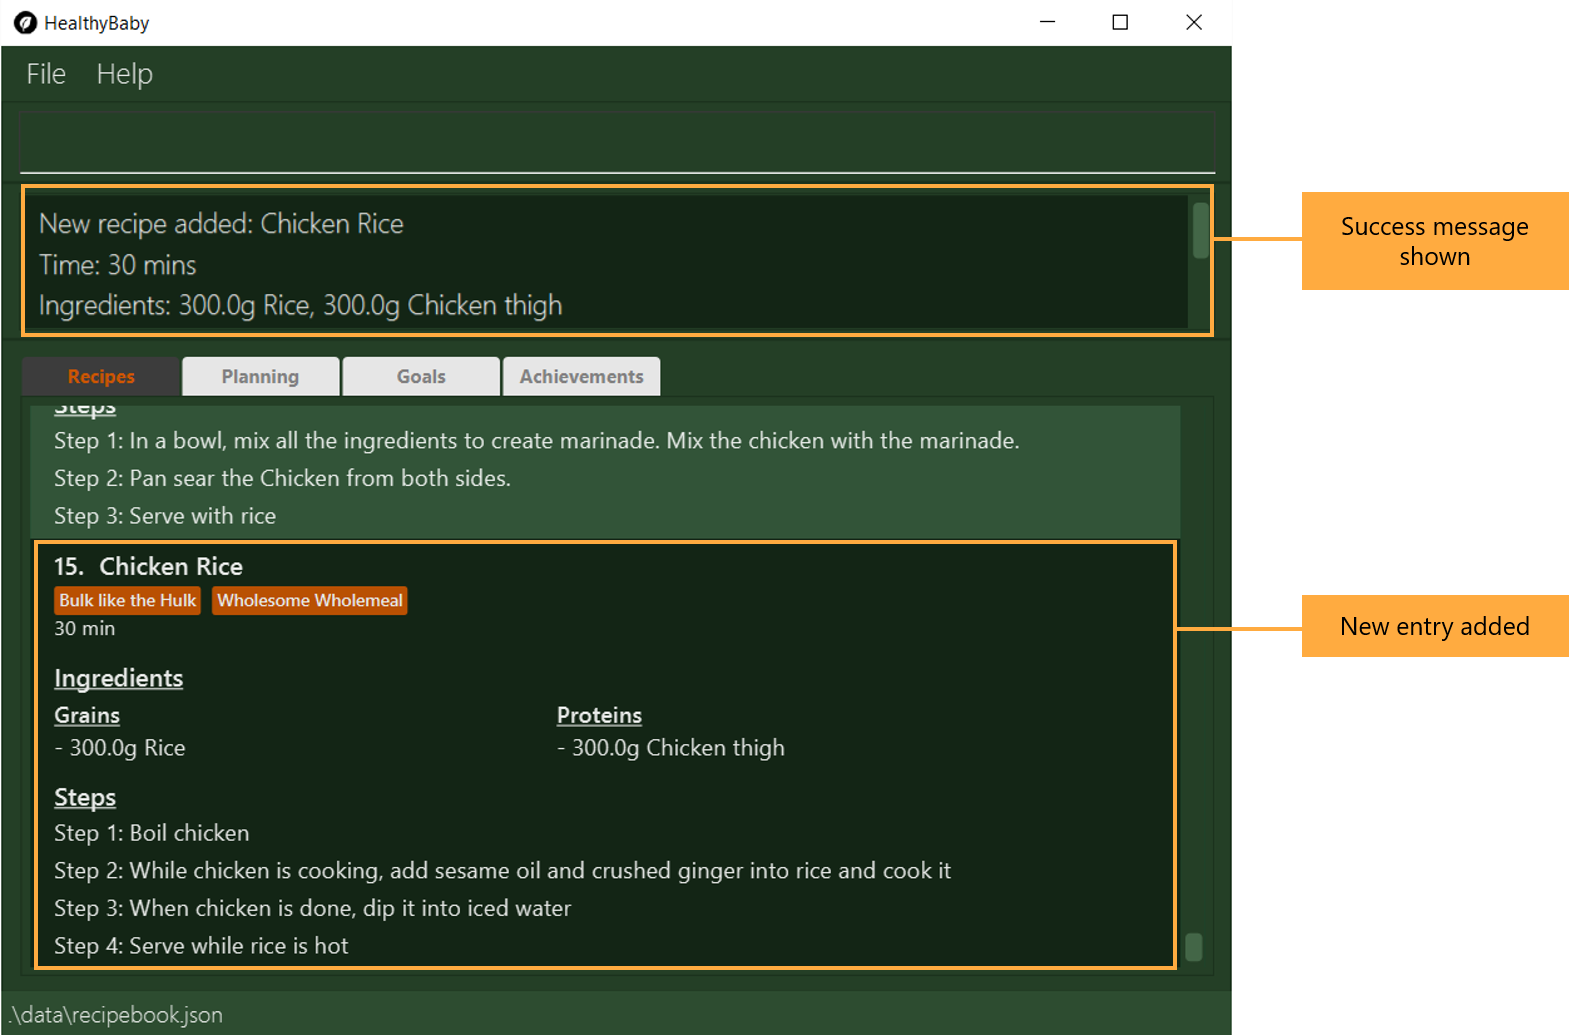 HealthyBaby
File Help
New recipe added: Chicken Rice
Time: 30 mins
Ingredients: 300.0g Rice, 300.0g Chicken thigh
Success message
shown
Recipes Planning Goals Achievements
Steps
Step 1: In a bowl, mix all the ingredients to create marinade. Mix the chicken with the marinade.
Step 2: Pan sear the Chicken from both sides.
Step 3: Serve with rice
15. Chicken Rice
Bulk like the Hulk Wholesome Wholemeal
30 min
New entry added
Ingredients
Grains Proteins
- 300.0g Rice - 300.0g Chicken thigh
Steps
Step 1: Boil chicken
Step 2: While chicken is cooking, add sesame oil and crushed ginger into rice and cook it
Step 3: When chicken is done, dip it into iced water
Step 4: Serve while rice is hot
.\data\recipebook.json